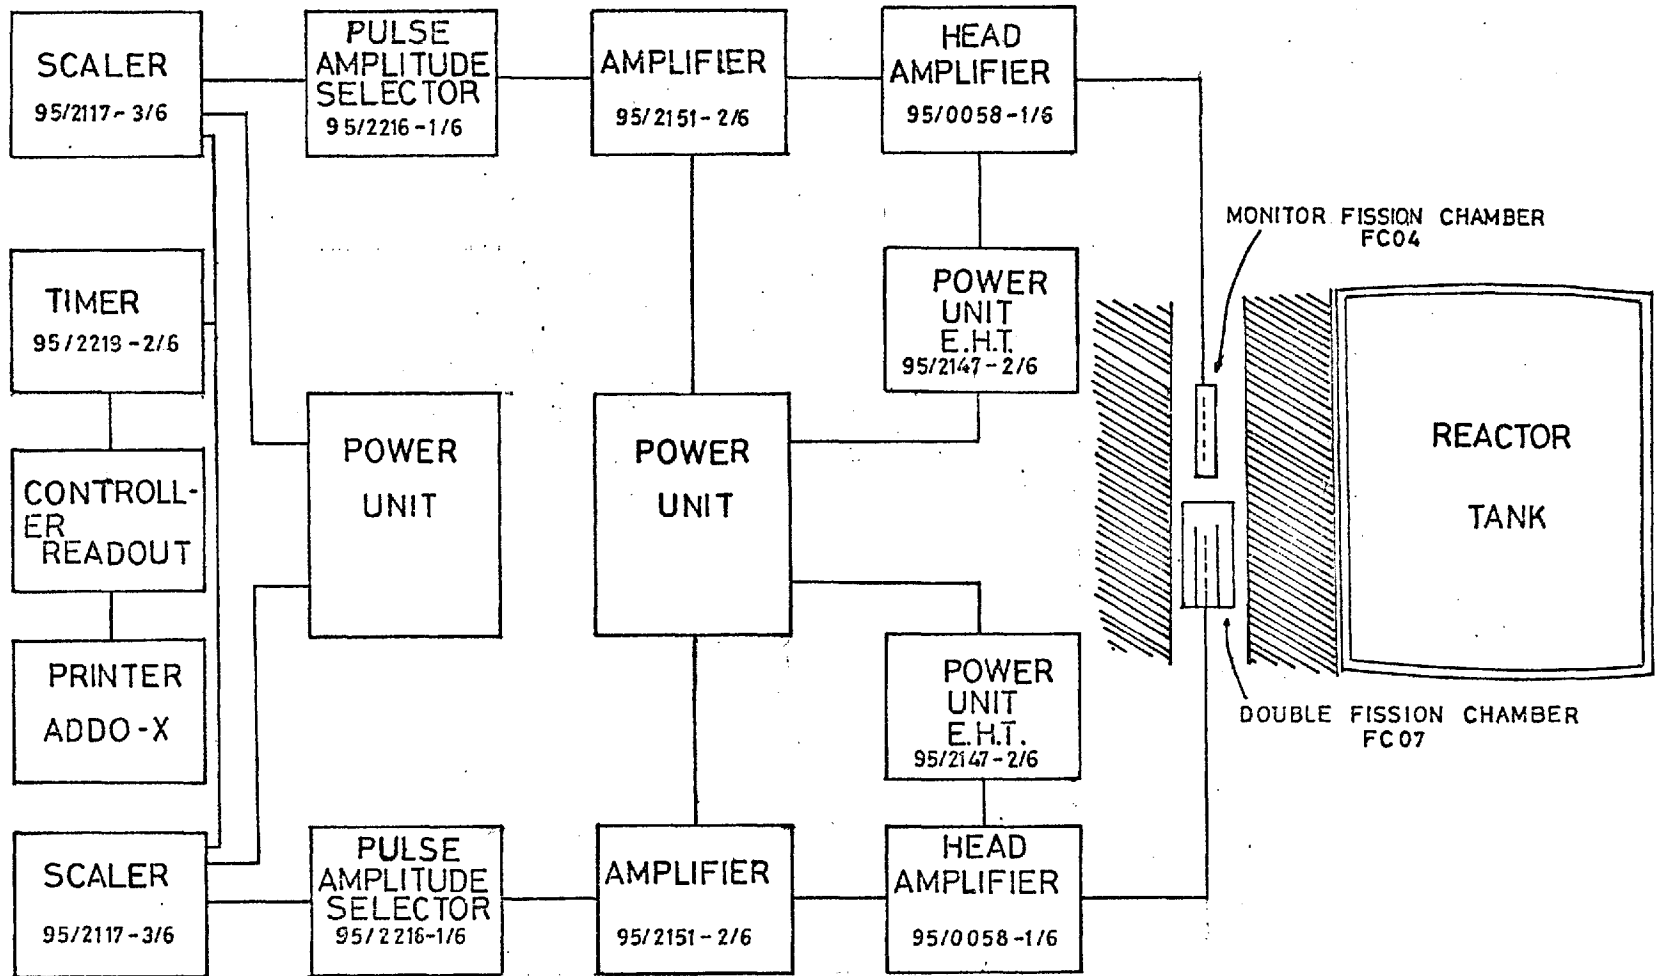 SCALER
95/2117-3/6
PULSE
AMPLITUDE
SELECTOR
95/2216-1/6
AMPLIFIER
95/2151-2/6
HEAD
AMPLIFIER
95/0058-1/6
MONITOR FISSION CHAMBER
FC04
TIMER
95/2219-2/6
POWER
UNIT
E.H.T.
95/2147-2/6
CONTROLL-
ER
READOUT
POWER
UNIT
POWER
UNIT
REACTOR
TANK
PRINTER
ADDO-X
POWER
UNIT
E.H.T.
95/2147-2/6
DOUBLE FISSION CHAMBER
FC07
SCALER
95/2117-3/6
PULSE
AMPLITUDE
SELECTOR
95/2216-1/6
AMPLIFIER
95/2151-2/6
HEAD
AMPLIFIER
95/0058-1/6